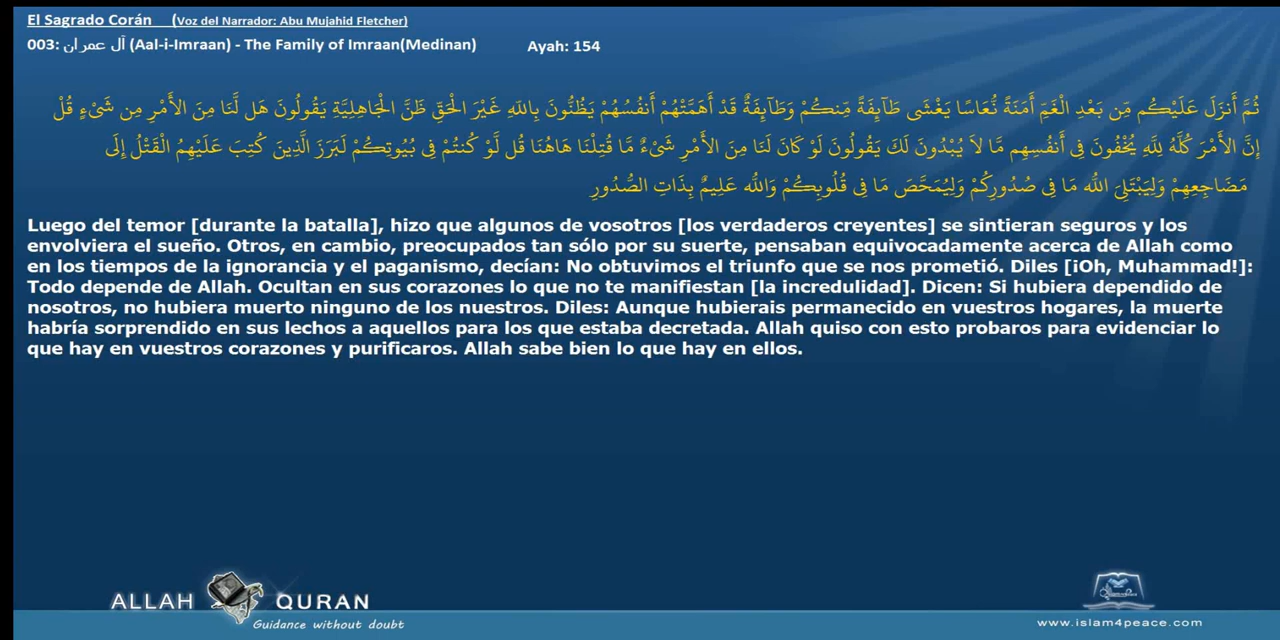 El Sagrado Corán (Voz del Narrador: Abu Mujahid Fletcher)
003: آل عمران (Aal-i-Imraan) - The Family of Imraan(Medinan) Ayah: 154
ثُمَّ أَنزَلَ عَلَيْكُم مِّن بَعْدِ الْغَمِّ أَمَنَةً نُّعَاسًا يَغْشَى طَآئِفَةً مِّنكُمْ وَطَآئِفَةٌ قَدْ أَهَمَّتْهُمْ أَنفُسُهُمْ يَظُنُّونَ بِاللهِ غَيْرَ الْحَقِّ ظَنَّ الْجَاهِلِيَّةِ يَقُولُونَ هَل لَّنَا مِنَ الأَمْرِ مِن شَيْءٍ قُلْ
إِنَّ الأَمْرَ كُلَّهُ لِلَّهِ يُخْفُونَ فِي أَنفُسِهِم مَّا لاَ يُبْدُونَ لَكَ يَقُولُونَ لَوْ كَانَ لَنَا مِنَ الأَمْرِ شَيْءٌ مَّا قُتِلْنَا هَاهُنَا قُل لَّوْ كُنتُمْ فِي بُيُوتِكُمْ لَبَرَزَ الَّذِينَ كُتِبَ عَلَيْهِمُ الْقَتْلُ إِلَى
مَضَاجِعِهِمْ وَلِيَبْتَلِيَ اللهُ مَا فِي صُدُورِكُمْ وَلِيُمَحَّصَ مَا فِي قُلُوبِكُمْ وَاللهُ عَلِيمٌ بِذَاتِ الصُّدُورِ
Luego del temor [durante la batalla], hizo que algunos de vosotros [los verdaderos creyentes] se sintieran seguros y los
envolviera el sueño. Otros, en cambio, preocupados tan sólo por su suerte, pensaban equivocadamente acerca de Allah como
en los tiempos de la ignorancia y el paganismo, decían: No obtuvimos el triunfo que se nos prometió. Diles [¡Oh, Muhammad!]:
Todo depende de Allah. Ocultan en sus corazones lo que no te manifiestan [la incredulidad]. Dicen: Si hubiera dependido de
nosotros, no hubiera muerto ninguno de los nuestros. Diles: Aunque hubierais permanecido en vuestros hogares, la muerte
habría sorprendido en sus lechos a aquellos para los que estaba decretada. Allah quiso con esto probaros para evidenciar lo
que hay en vuestros corazones y purificaros. Allah sabe bien lo que hay en ellos.
ALLAH QURAN
Guidance without doubt
www.islam4peace.com